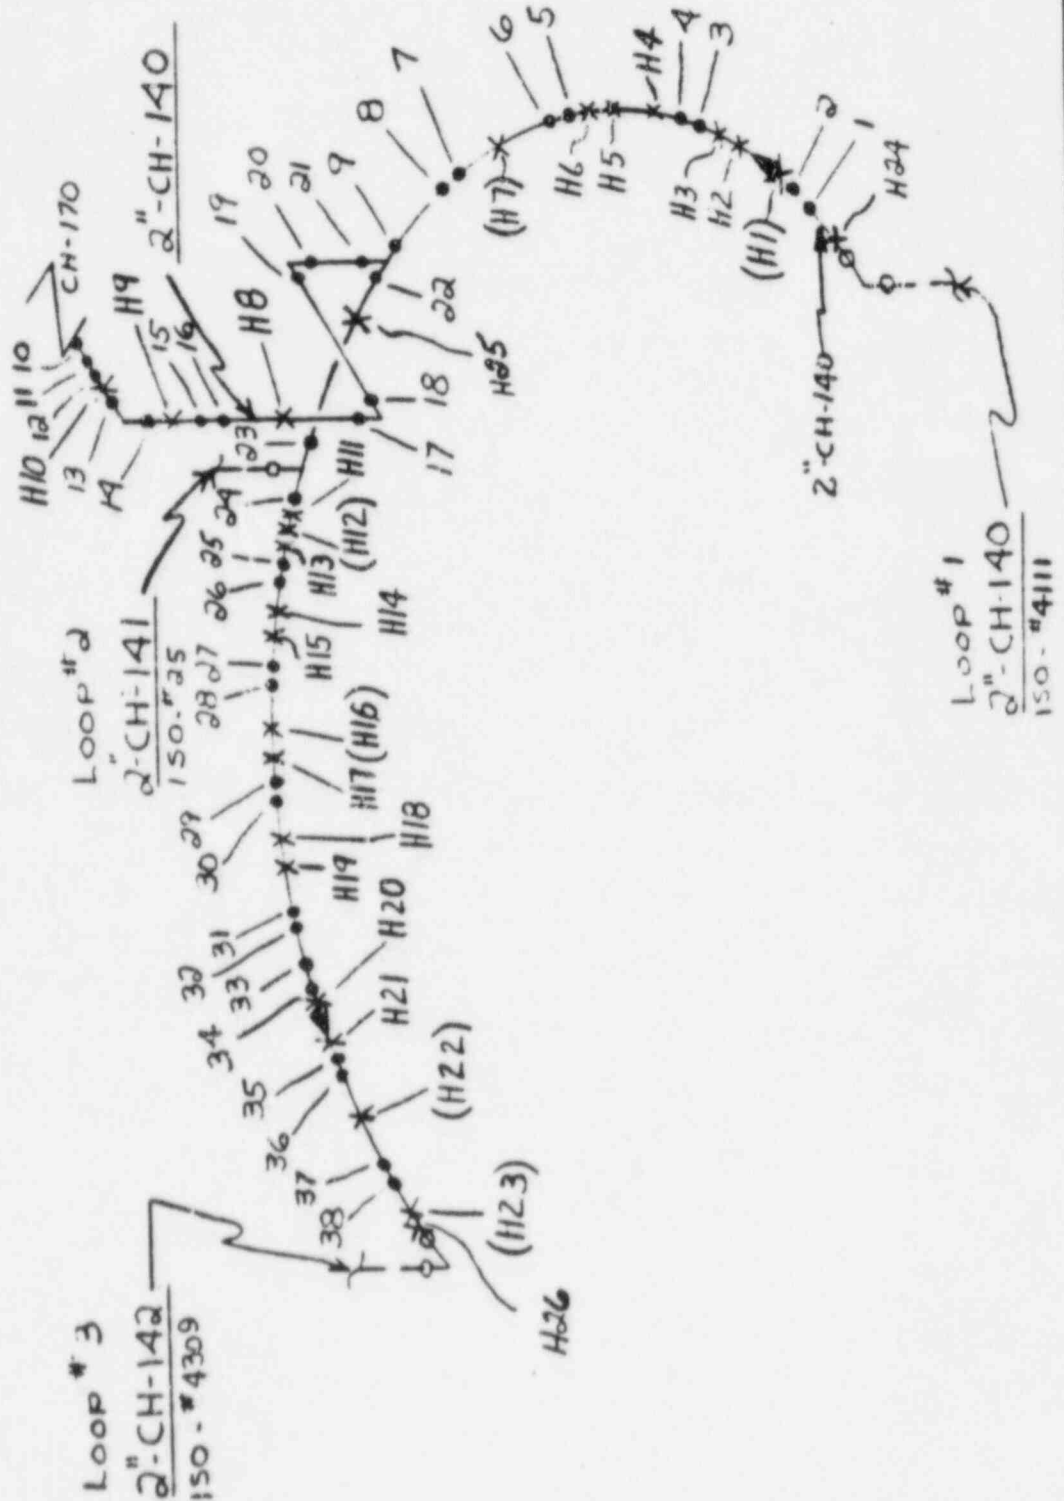 LOOP #3
2"-CH-142
ISO-#4309
38
37
36
35
34
33
32
31
30
29
28
27
26
25
24
23
(H23)
H26
(H22)
H21
H20
H19
H18
H17
(H16)
H15
H14
H13
(H12)
H11
LOOP #2
2"-CH-141
ISO-#25
H10
12
11
10
13
14
CH-170
H9
15
16
2"-CH-140
H8
17
18
19
20
21
9
22
H25
8
7
(H7)
6
5
H6
H5
H4
4
3
H3
H2
(H1)
2
1
H24
2"-CH-140
LOOP #1
2"-CH-140
ISO-#4111